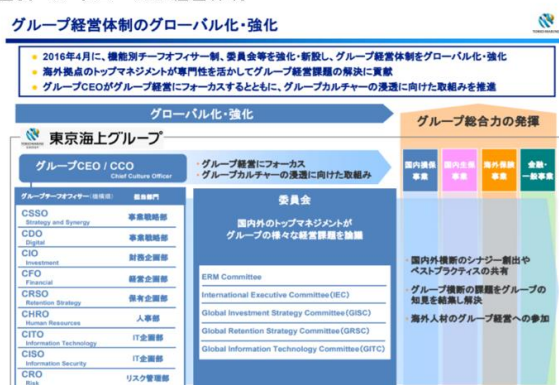 グループ経営体制のグローバル化・強化
2016年4月に、機能別チーフオフィサー制、委員会等を強化・新設し、グループ経営体制をグローバル化・強化
海外拠点のトップマネジメントが専門性を活かしてグループ経営課題の解決に貢献
グループCEOがグループ経営にフォーカスするとともに、グループカルチャーの浸透に向けた取組みを推進
グローバル化・強化
グループ総合力の発揮
東京海上グループ
グループCEO / CCO
Chief Culture Officer
・グループ経営にフォーカス
・グループカルチャーの浸透に向けた取組み
国内損保事業
国内生保事業
海外保険事業
金融・一般事業
グループチーフオフィサー(機構頭) 担当部門
CSSO
Strategy and Synergy
事業戦略部
CDO
Digital
事業戦略部
CIO
Investment
財務企画部
CFO
Financial
経営企画部
CRSO
Retention Strategy
保有企画部
CHRO
Human Resources
人事部
CITO
Information Technology
IT企画部
CISO
Information Security
IT企画部
CRO
Risk
リスク管理部
委員会
国内外のトップマネジメントが
グループの様々な経営課題を論議
ERM Committee
International Executive Committee(IEC)
Global Investment Strategy Committee(GISC)
Global Retention Strategy Committee(GRSC)
Global Information Technology Committee(GITC)
・国内外横断のシナジー創出や
ベストプラクティスの共有
・グループ横断の課題をグループの
知見を結集し解決
・海外人材のグループ経営への参加